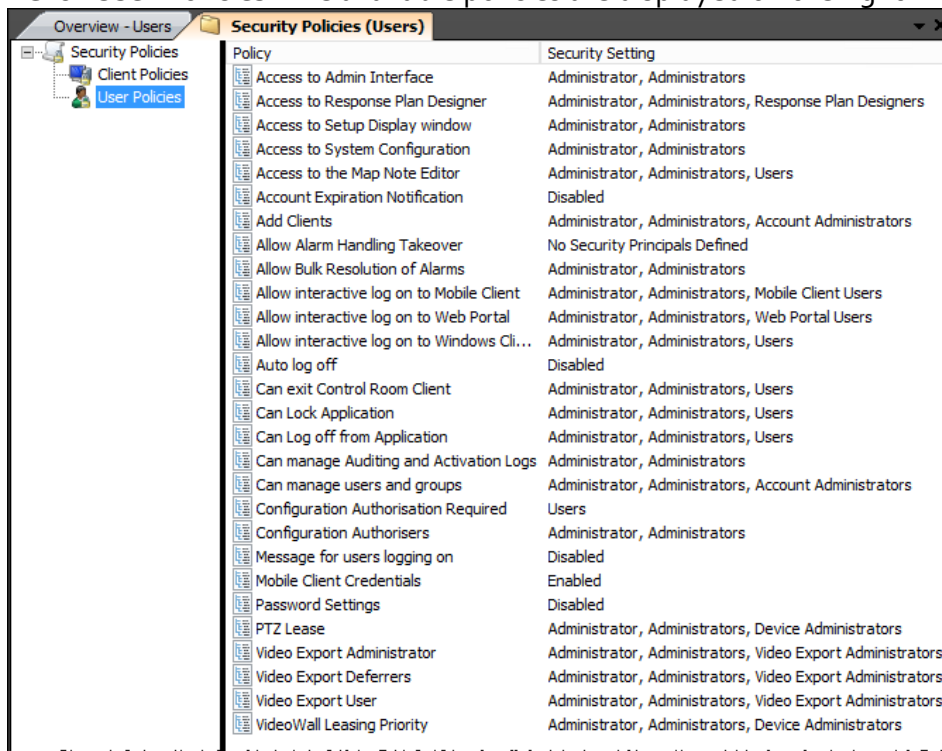 Overview - Users
Security Policies (Users)
Security Policies
Client Policies
User Policies
Policy Security Setting
Access to Admin Interface Administrator, Administrators
Access to Response Plan Designer Administrator, Administrators, Response Plan Designers
Access to Setup Display window Administrator, Administrators
Access to System Configuration Administrator, Administrators
Access to the Map Note Editor Administrator, Administrators, Users
Account Expiration Notification Disabled
Add Clients Administrator, Administrators, Account Administrators
Allow Alarm Handling Takeover No Security Principals Defined
Allow Bulk Resolution of Alarms Administrator, Administrators
Allow interactive log on to Mobile Client Administrator, Administrators, Mobile Client Users
Allow interactive log on to Web Portal Administrator, Administrators, Web Portal Users
Allow interactive log on to Windows Cli... Administrator, Administrators, Users
Auto log off Disabled
Can exit Control Room Client Administrator, Administrators, Users
Can Lock Application Administrator, Administrators, Users
Can Log off from Application Administrator, Administrators, Users
Can manage Auditing and Activation Logs Administrator, Administrators
Can manage users and groups Administrator, Administrators, Account Administrators
Configuration Authorisation Required Users
Configuration Authorisers Administrator, Administrators
Message for users logging on Disabled
Mobile Client Credentials Enabled
Password Settings Disabled
PTZ Lease Administrator, Administrators, Device Administrators
Video Export Administrator Administrator, Administrators, Video Export Administrators
Video Export Deferrers Administrator, Administrators, Video Export Administrators
Video Export User Administrator, Administrators, Video Export Administrators
VideoWall Leasing Priority Administrator, Administrators, Device Administrators